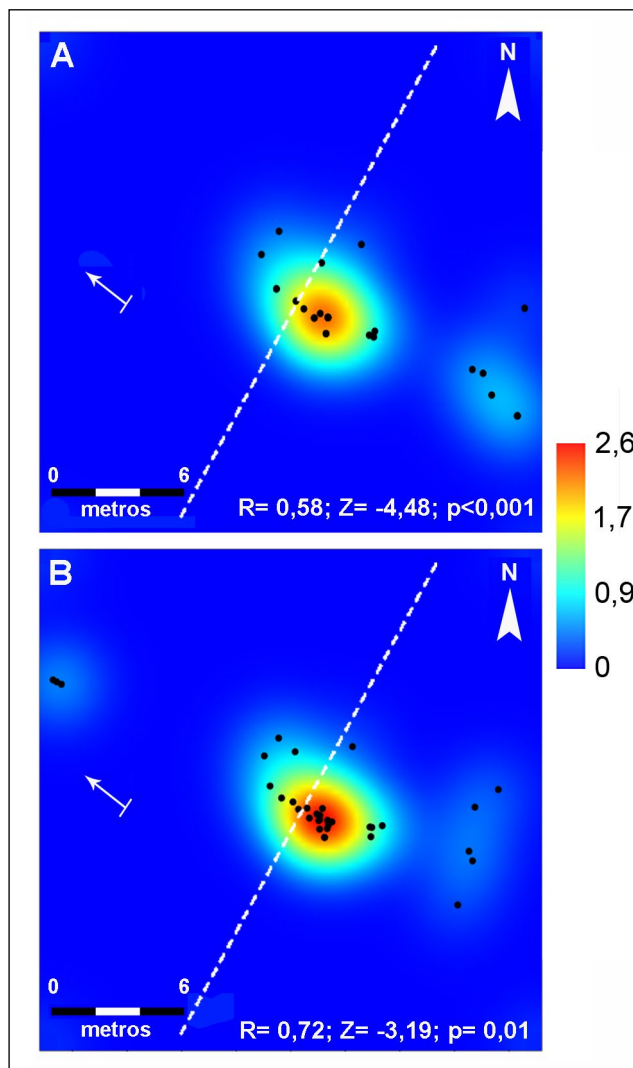 A
N
0 6
metros
R= 0,58; Z= -4,48; p<0,001
2,6
1,7
0,9
0
B
N
0 6
metros
R= 0,72; Z= -3,19; p= 0,01